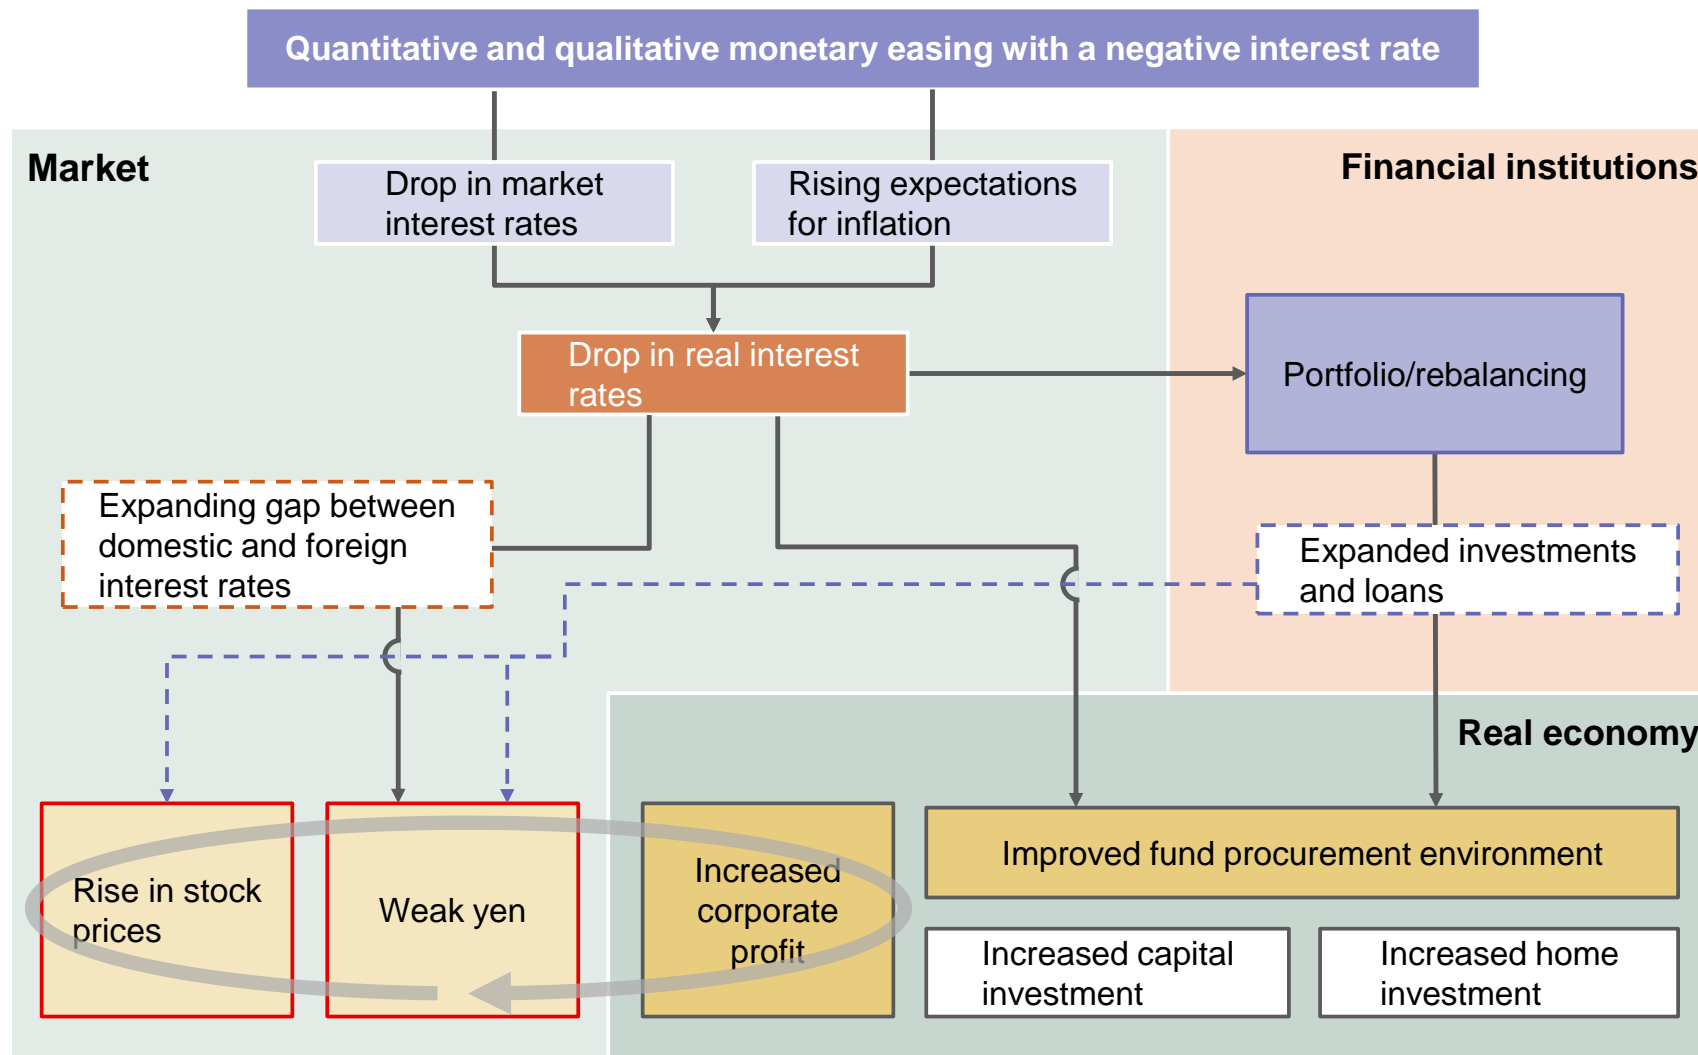 Quantitative and qualitative monetary easing with a negative interest rate
Market
Financial institutions
Drop in market
interest rates
Rising expectations
for inflation
Drop in real interest
rates
Portfolio/rebalancing
Expanding gap between
domestic and foreign
interest rates
Expanded investments
and loans
Real economy
Rise in stock
prices
Weak yen
Increased
corporate
profit
Improved fund procurement environment
Increased capital
investment
Increased home
investment